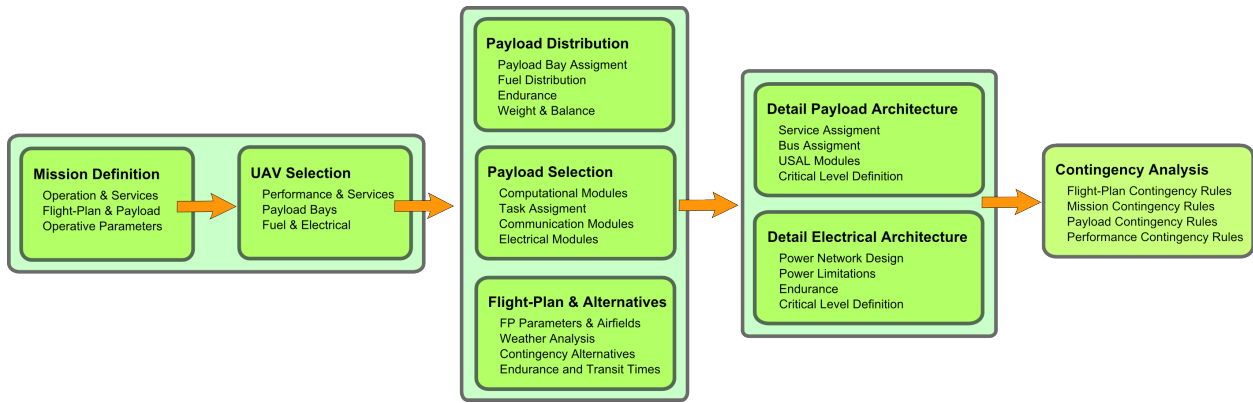 Mission Definition
Operation & Services
Flight-Plan & Payload
Operative Parameters
UAV Selection
Performance & Services
Payload Bays
Fuel & Electrical
Payload Distribution
Payload Bay Assigment
Fuel Distribution
Endurance
Weight & Balance
Payload Selection
Computational Modules
Task Assigment
Communication Modules
Electrical Modules
Flight-Plan & Alternatives
FP Parameters & Airfields
Weather Analysis
Contingency Alternatives
Endurance and Transit Times
Detail Payload Architecture
Service Assigment
Bus Assigment
USAL Modules
Critical Level Definition
Detail Electrical Architecture
Power Network Design
Power Limitations
Endurance
Critical Level Definition
Contingency Analysis
Flight-Plan Contingency Rules
Mission Contingency Rules
Payload Contingency Rules
Performance Contingency Rules